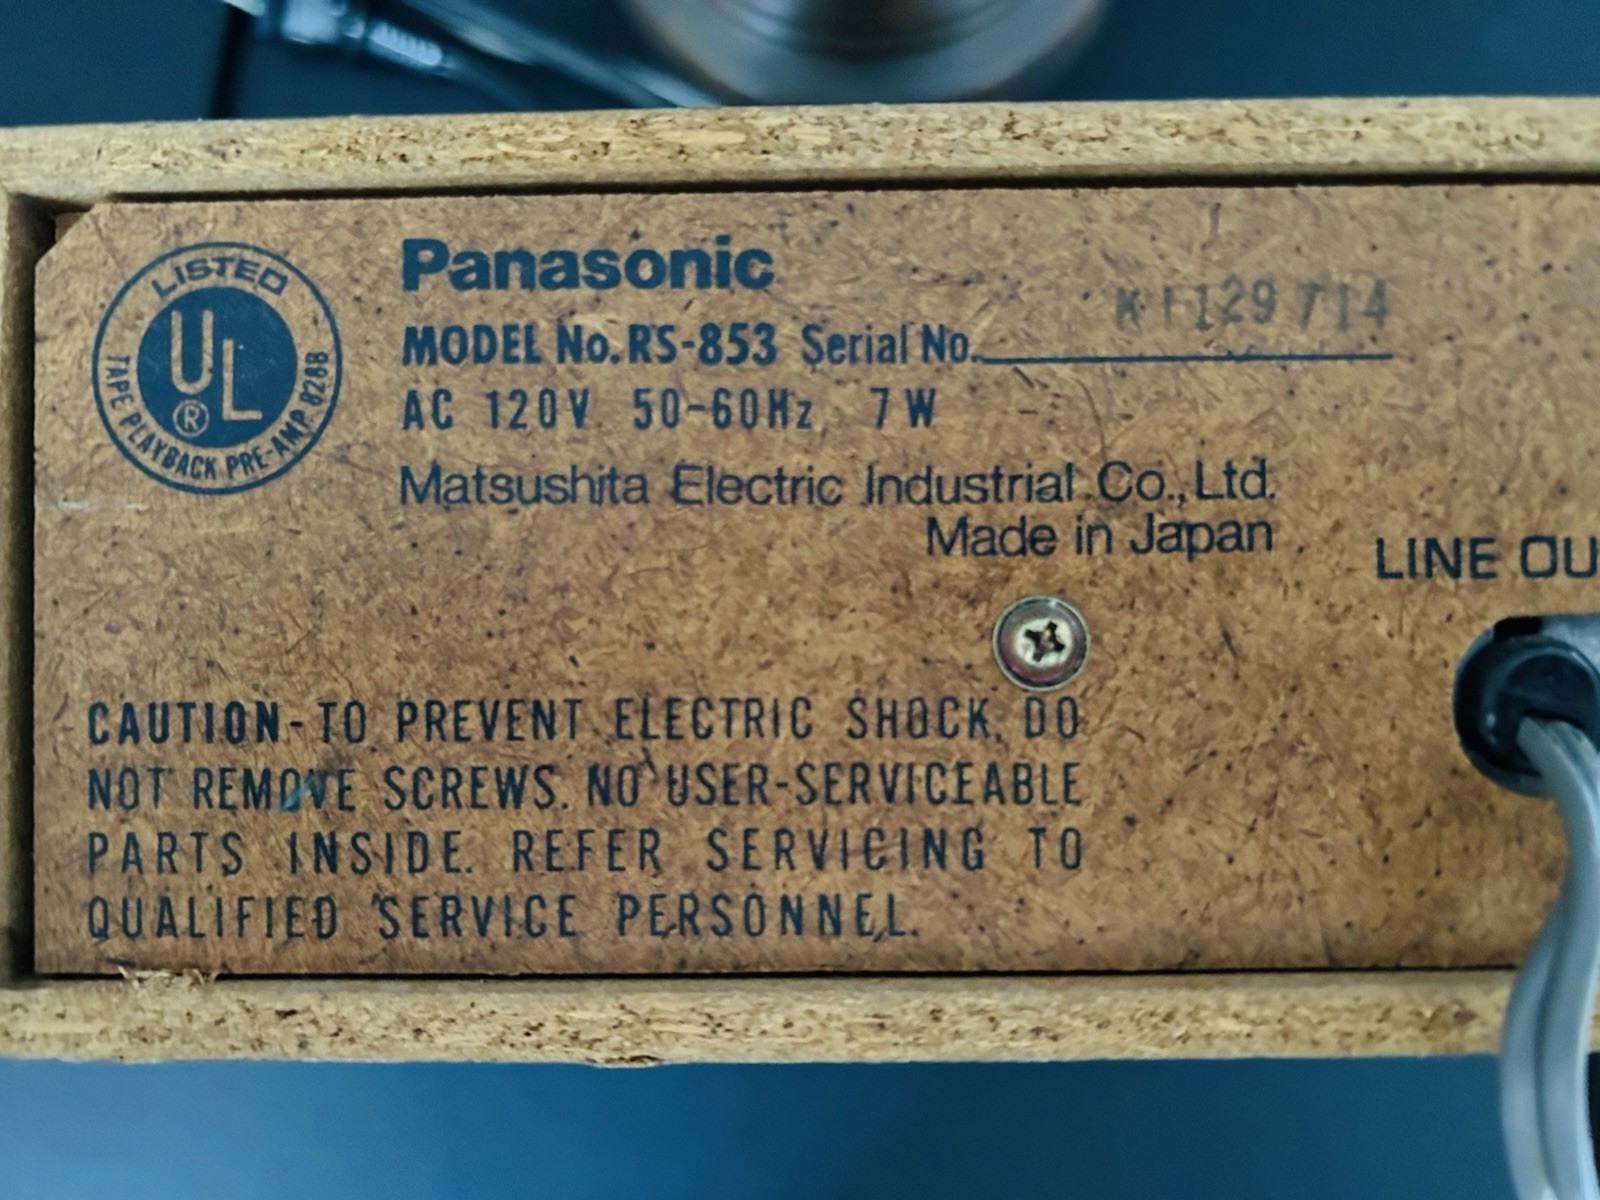 LISTED
UL
®
TAPE PLAYBACK PRE-AMP 828B
Panasonic
MODEL No. RS-853 Serial No.
AC 120V 50-60Hz 7W
Matsushita Electric Industrial Co., Ltd.
Made in Japan
LINE OU
CAUTION- TO PREVENT ELECTRIC SHOCK, DO
NOT REMOVE SCREWS. NO USER-SERVICEABLE
PARTS INSIDE. REFER SERVICING TO
QUALIFIED SERVICE PERSONNEL.